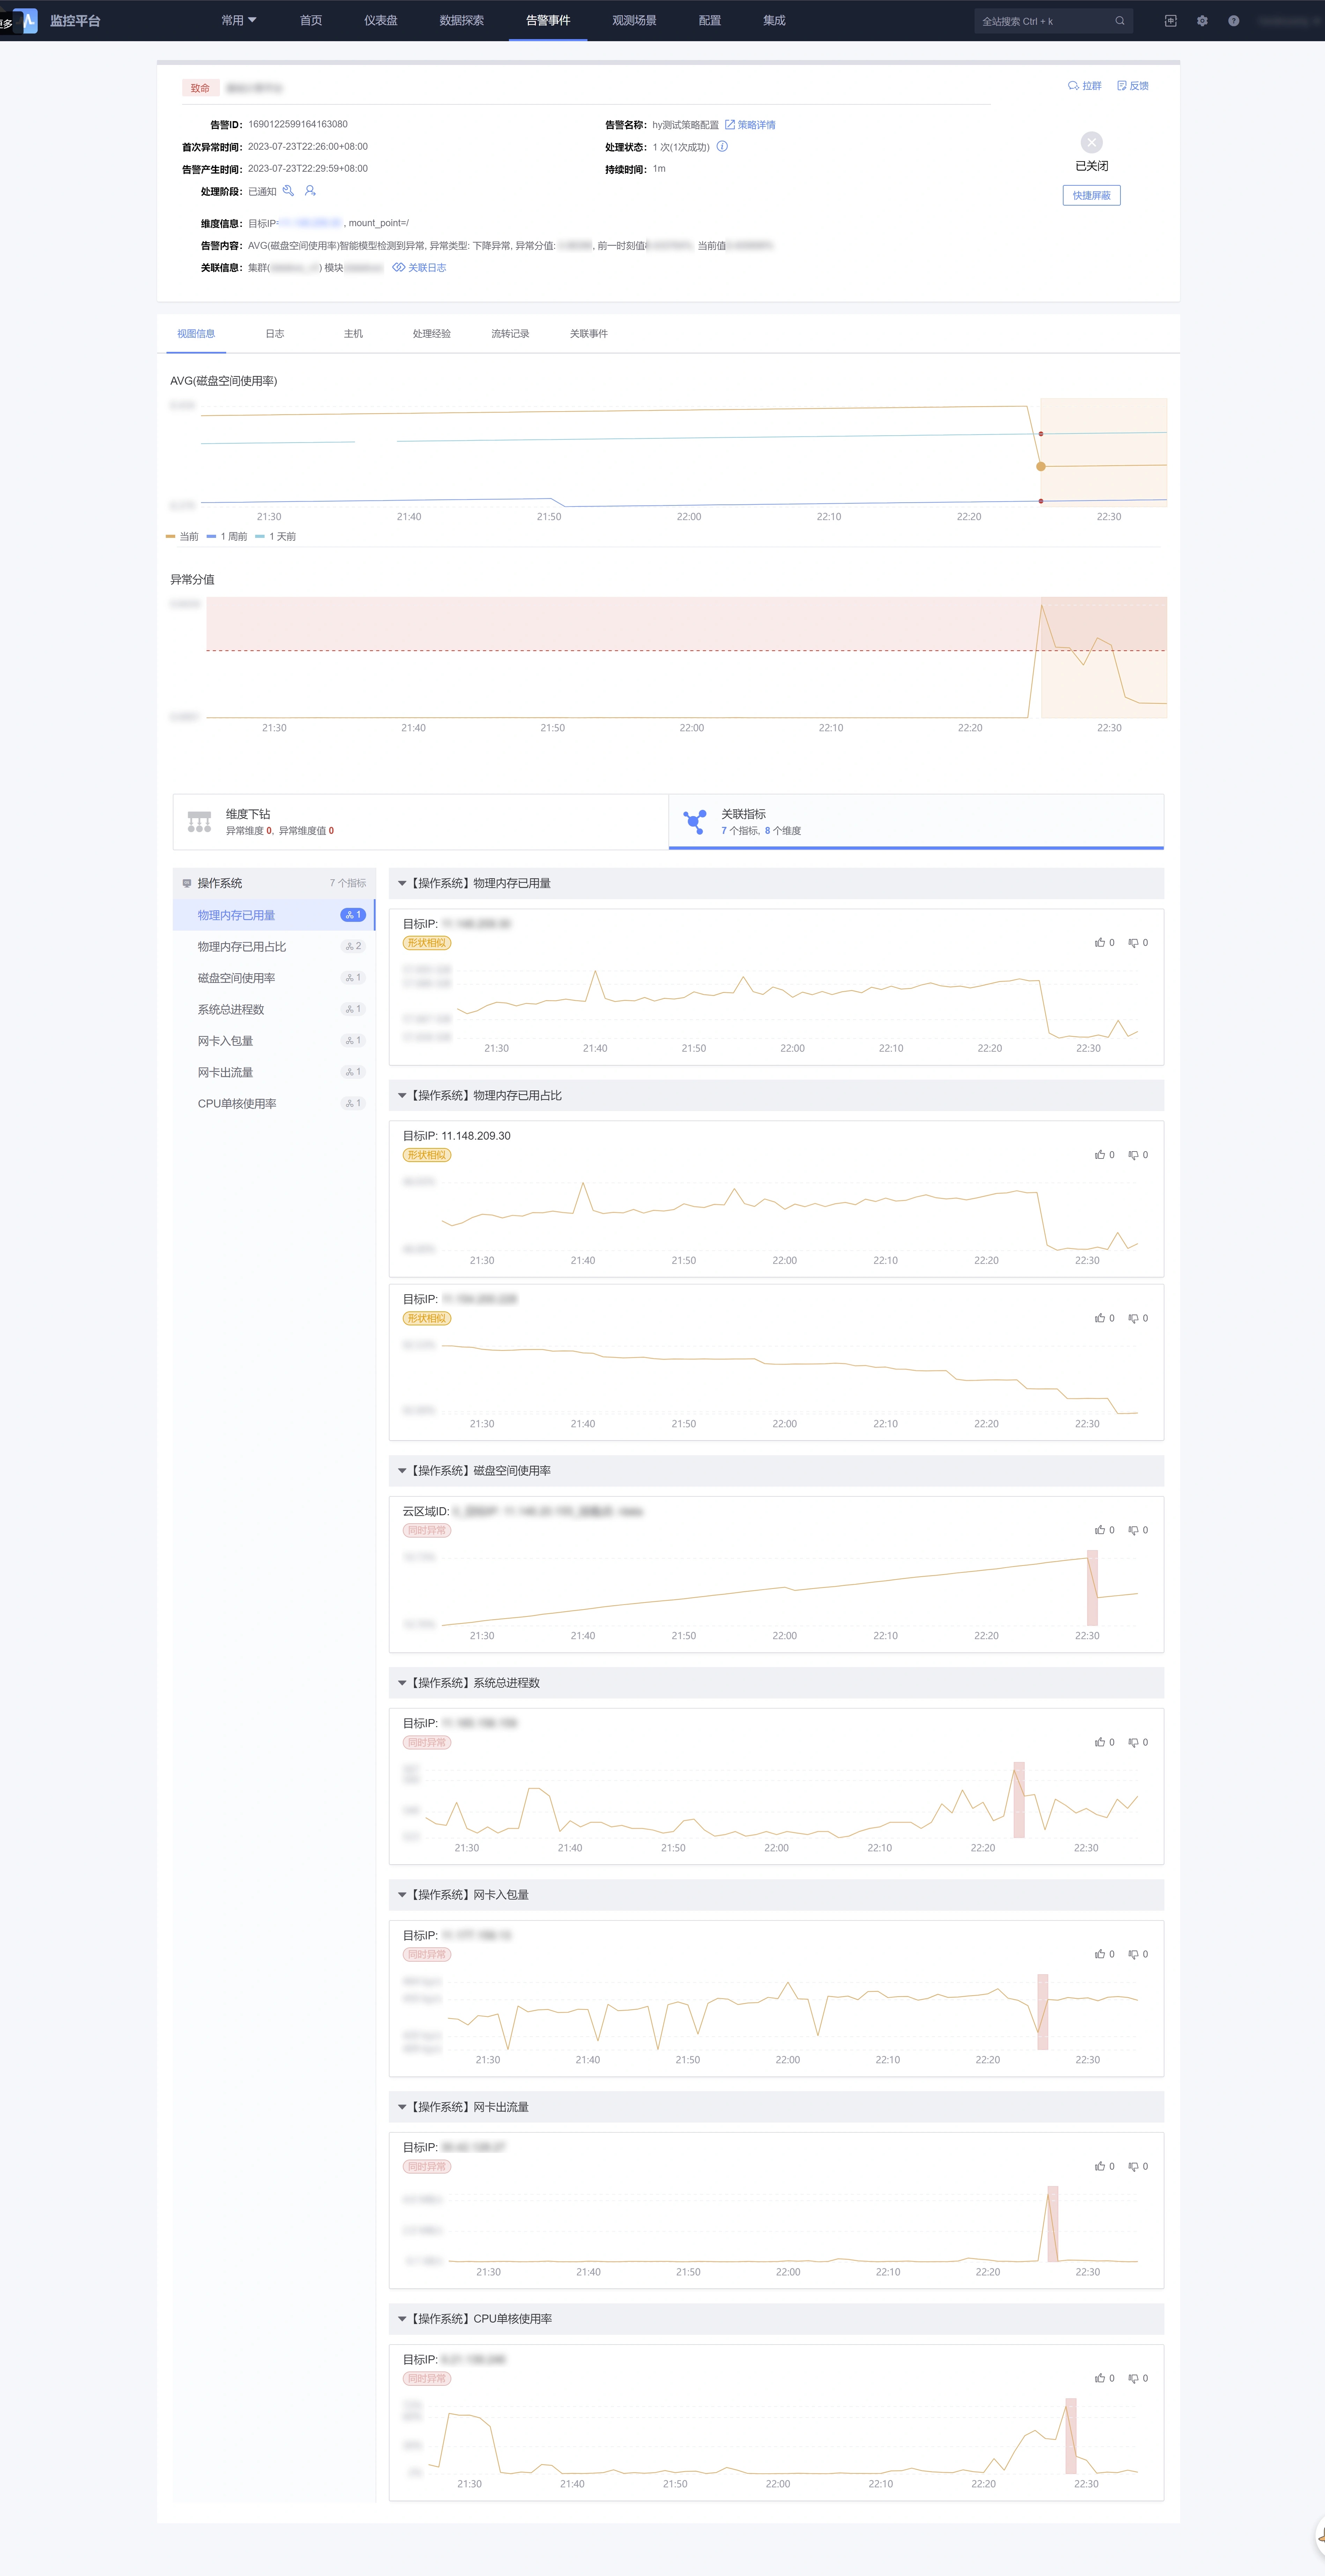 更多 监控平台 常用 首页 仪表盘 数据探索 告警事件 观测场景 配置 集成 全站搜索 Ctrl + k
致命 拉群 反馈
告警ID: 1690122599164163080 告警名称: hy测试策略配置 策略详情
首次异常时间: 2023-07-23T22:26:00+08:00 处理状态: 1 次(1次成功)
告警产生时间: 2023-07-23T22:29:59+08:00 持续时间: 1m
已关闭
处理阶段: 已通知
快捷屏蔽
维度信息: 目标IP= , mount_point=/
告警内容: AVG(磁盘空间使用率)智能模型检测到异常, 异常类型: 下降异常, 异常分值: , 前一时刻值 当前值
关联信息: 集群( ) 模块 关联日志
视图信息 日志 主机 处理经验 流转记录 关联事件
AVG(磁盘空间使用率)
21:30 21:40 21:50 22:00 22:10 22:20 22:30
当前 1 周前 1 天前
异常分值
21:30 21:40 21:50 22:00 22:10 22:20 22:30
维度下钻
异常维度 0, 异常维度值 0
关联指标
7 个指标, 8 个维度
操作系统 7 个指标
物理内存已用量 1
物理内存已用占比 2
磁盘空间使用率 1
系统总进程数 1
网卡入包量 1
网卡出流量 1
CPU单核使用率 1
【操作系统】物理内存已用量
目标IP:
形状相似 0 0
21:30 21:40 21:50 22:00 22:10 22:20 22:30
【操作系统】物理内存已用占比
目标IP: 11.148.209.30
形状相似 0 0
21:30 21:40 21:50 22:00 22:10 22:20 22:30
目标IP:
形状相似 0 0
21:30 21:40 21:50 22:00 22:10 22:20 22:30
【操作系统】磁盘空间使用率
云区域ID:
同时异常 0 0
21:30 21:40 21:50 22:00 22:10 22:20 22:30
【操作系统】系统总进程数
目标IP:
同时异常 0 0
21:30 21:40 21:50 22:00 22:10 22:20 22:30
【操作系统】网卡入包量
目标IP:
同时异常 0 0
21:30 21:40 21:50 22:00 22:10 22:20 22:30
【操作系统】网卡出流量
目标IP:
同时异常 0 0
21:30 21:40 21:50 22:00 22:10 22:20 22:30
【操作系统】CPU单核使用率
目标IP:
同时异常 0 0
21:30 21:40 21:50 22:00 22:10 22:20 22:30